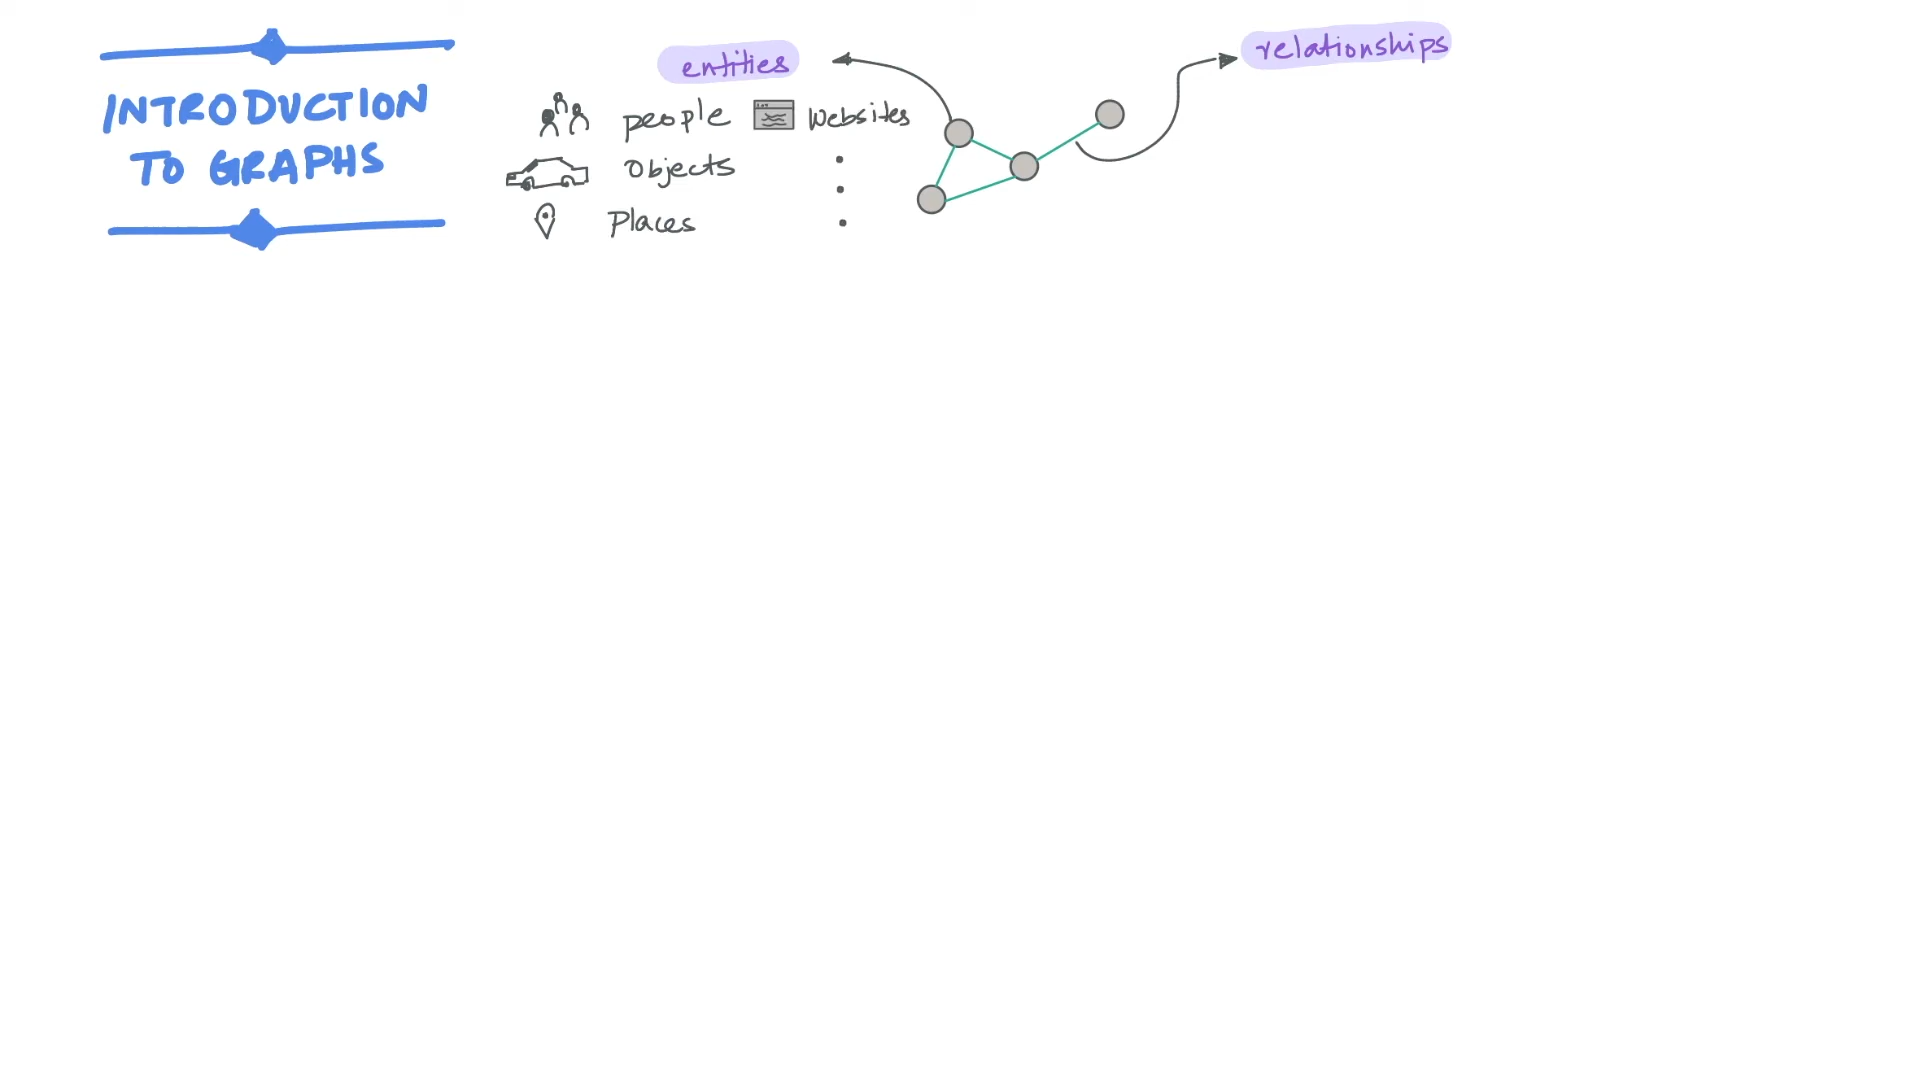 INTRODUCTION
TO GRAPHS
entities
people
Websites
Objects
Places
relationships